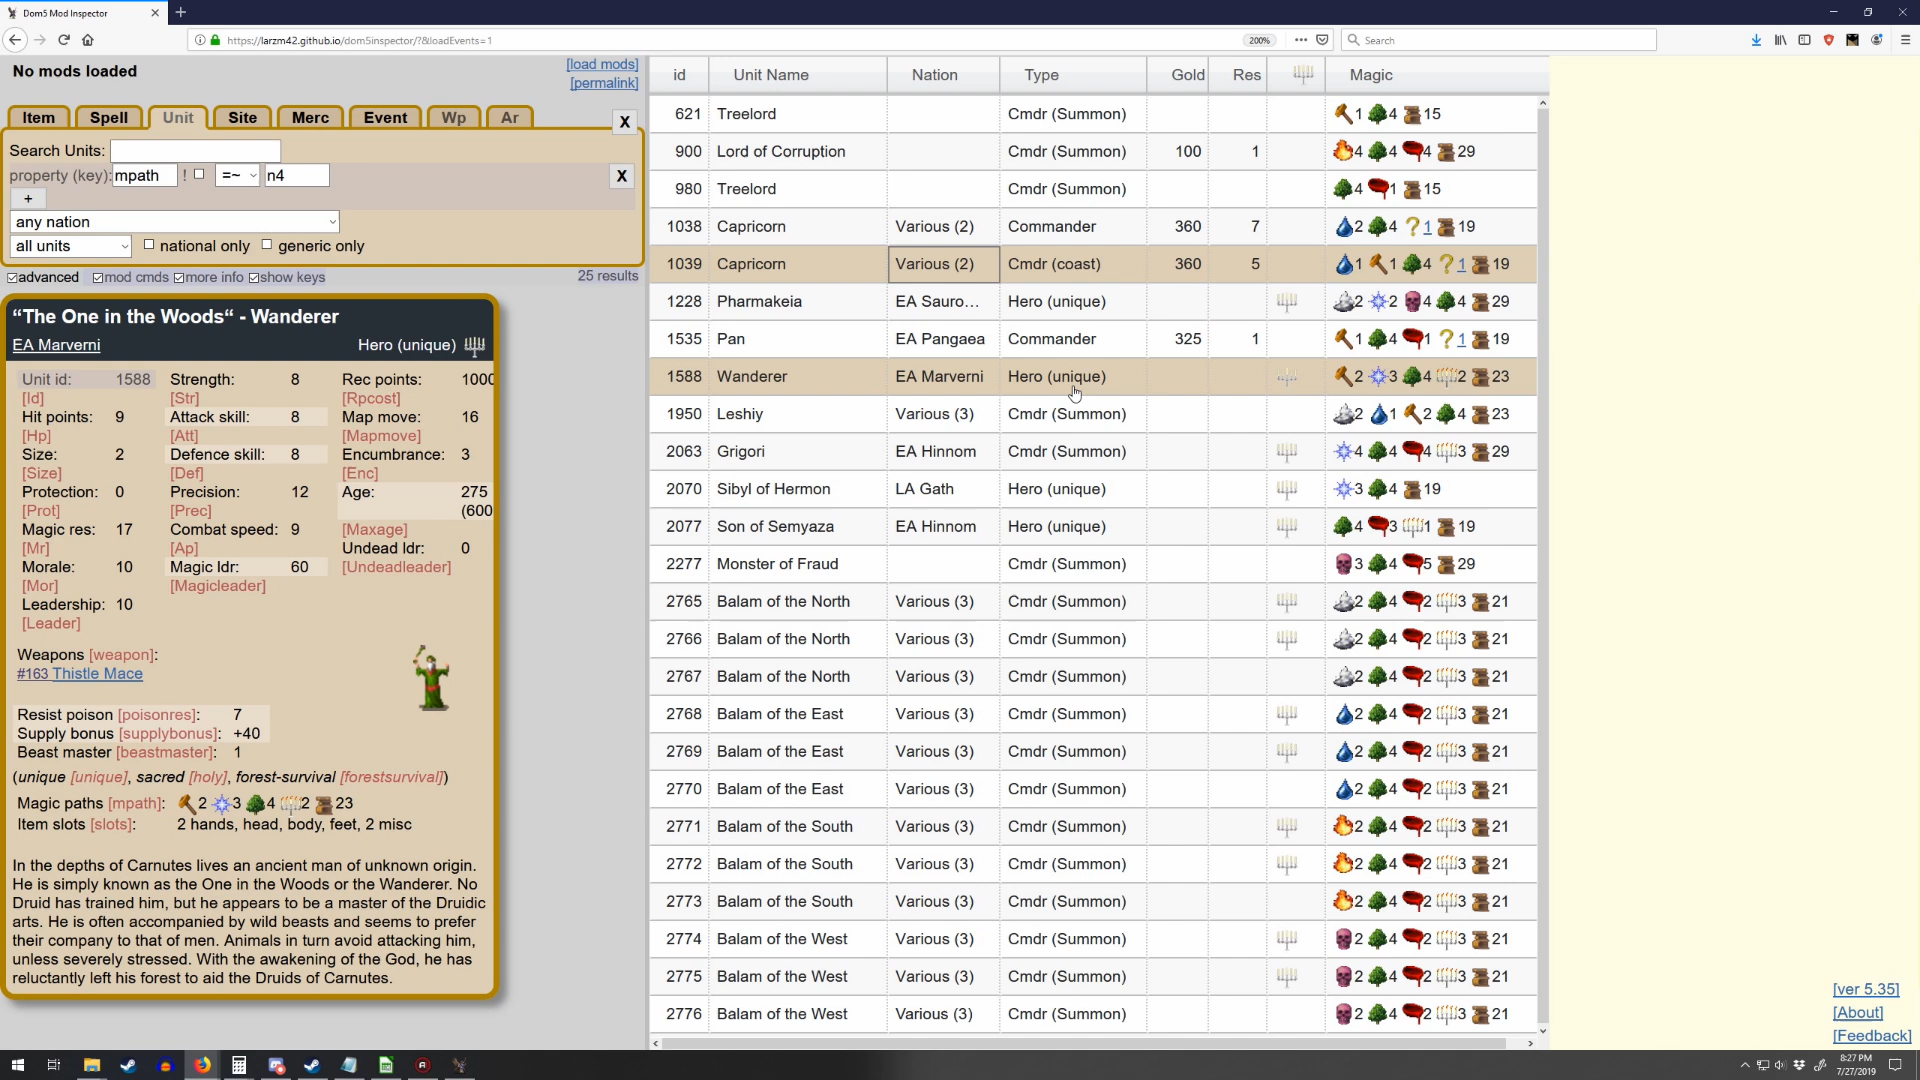 Dom5 Mod Inspector
https://larzm42.github.io/dom5inspector/?&loadEvents=1
200%
Search
No mods loaded
[load mods]
[permalink]
Item Spell Unit Site Merc Event Wp Ar X
Search Units:
property (key): mpath ! =~ n4 X
+
any nation
all units national only generic only
advanced mod cmds more info show keys 25 results
“The One in the Woods“ - Wanderer
EA Marverni Hero (unique)
Unit id: 1588 Strength: 8 Rec points: 1000
[Id] [Str] [Rpcost]
Hit points: 9 Attack skill: 8 Map move: 16
[Hp] [Att] [Mapmove]
Size: 2 Defence skill: 8 Encumbrance: 3
[Size] [Def] [Enc]
Protection: 0 Precision: 12 Age: 275
[Prot] [Prec] (600
Magic res: 17 Combat speed: 9 [Maxage]
[Mr] [Ap] Undead ldr: 0
Morale: 10 Magic ldr: 60 [Undeadleader]
[Mor] [Magicleader]
Leadership: 10
[Leader]
Weapons [weapon]:
#163 Thistle Mace
Resist poison [poisonres]: 7
Supply bonus [supplybonus]: +40
Beast master [beastmaster]: 1
(unique [unique], sacred [holy], forest-survival [forestsurvival])
Magic paths [mpath]: 2 3 4 2 23
Item slots [slots]: 2 hands, head, body, feet, 2 misc
In the depths of Carnutes lives an ancient man of unknown origin.
He is simply known as the One in the Woods or the Wanderer. No
Druid has trained him, but he appears to be a master of the Druidic
arts. He is often accompanied by wild beasts and seems to prefer
their company to that of men. Animals in turn avoid attacking him,
unless severely stressed. With the awakening of the God, he has
reluctantly left his forest to aid the Druids of Carnutes.
id Unit Name Nation Type Gold Res Magic
621 Treelord Cmdr (Summon) 1 4 15
900 Lord of Corruption Cmdr (Summon) 100 1 4 4 4 29
980 Treelord Cmdr (Summon) 4 1 15
1038 Capricorn Various (2) Commander 360 7 2 4 ?1 19
1039 Capricorn Various (2) Cmdr (coast) 360 5 1 1 4 ?1 19
1228 Pharmakeia EA Sauro... Hero (unique) 2 2 4 4 29
1535 Pan EA Pangaea Commander 325 1 1 4 1 ?1 19
1588 Wanderer EA Marverni Hero (unique) 2 3 4 2 23
1950 Leshiy Various (3) Cmdr (Summon) 2 1 2 4 23
2063 Grigori EA Hinnom Cmdr (Summon) 4 4 4 3 29
2070 Sibyl of Hermon LA Gath Hero (unique) 3 4 19
2077 Son of Semyaza EA Hinnom Hero (unique) 4 3 1 19
2277 Monster of Fraud Cmdr (Summon) 3 4 5 29
2765 Balam of the North Various (3) Cmdr (Summon) 2 4 2 3 21
2766 Balam of the North Various (3) Cmdr (Summon) 2 4 2 3 21
2767 Balam of the North Various (3) Cmdr (Summon) 2 4 2 3 21
2768 Balam of the East Various (3) Cmdr (Summon) 2 4 2 3 21
2769 Balam of the East Various (3) Cmdr (Summon) 2 4 2 3 21
2770 Balam of the East Various (3) Cmdr (Summon) 2 4 2 3 21
2771 Balam of the South Various (3) Cmdr (Summon) 2 4 2 3 21
2772 Balam of the South Various (3) Cmdr (Summon) 2 4 2 3 21
2773 Balam of the South Various (3) Cmdr (Summon) 2 4 2 3 21
2774 Balam of the West Various (3) Cmdr (Summon) 2 4 2 3 21
2775 Balam of the West Various (3) Cmdr (Summon) 2 4 2 3 21
2776 Balam of the West Various (3) Cmdr (Summon) 2 4 2 3 21
[ver 5.35]
[About]
[Feedback]
8:27 PM
7/27/2019